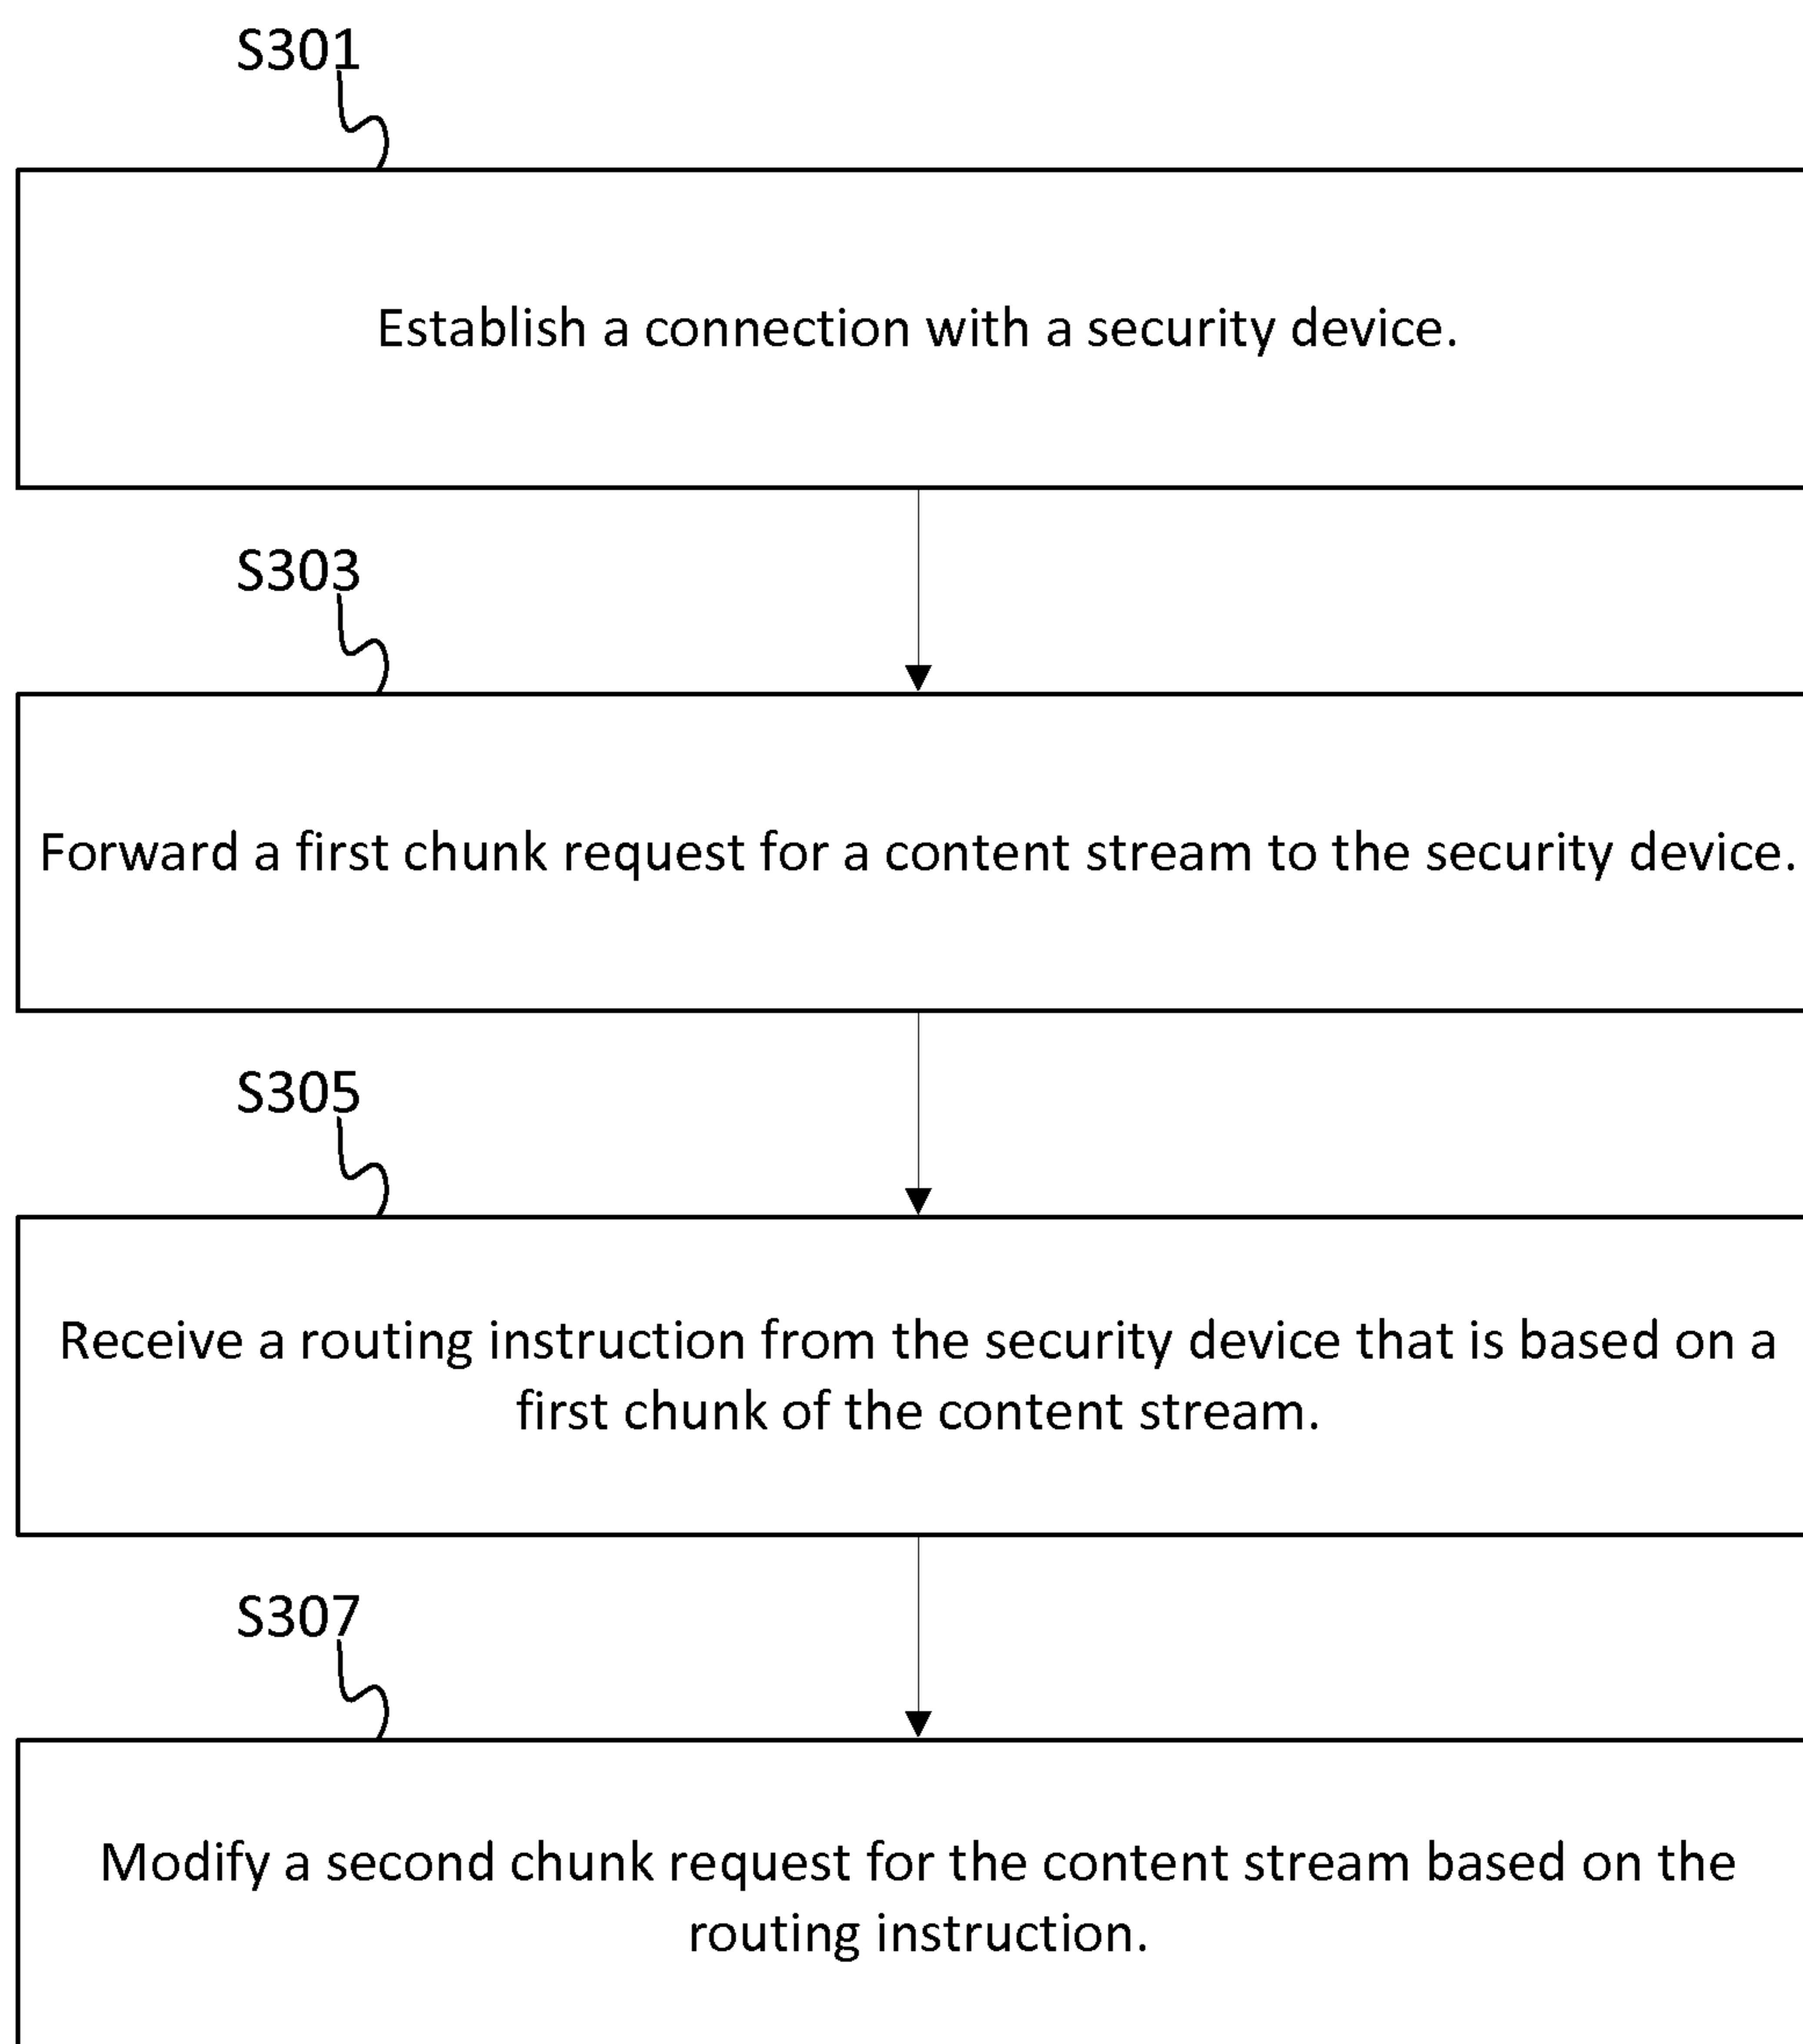 S301
Establish a connection with a security device.
S303
Forward a first chunk request for a content stream to the security device.
S305
Receive a routing instruction from the security device that is based on a
first chunk of the content stream.
S307
Modify a second chunk request for the content stream based on the
routing instruction.